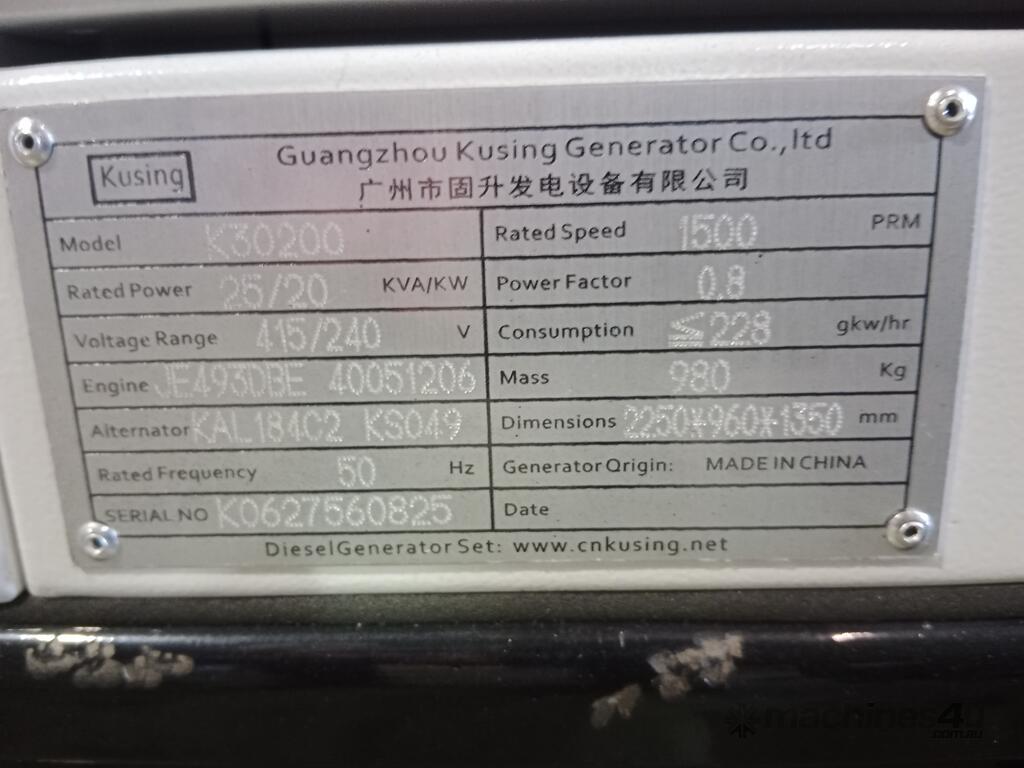 Kusing
Guangzhou Kusing Generator Co.,ltd
广州市固升发电设备有限公司
Model K30200
Rated Speed 1500 PRM
Rated Power 25/20 KVA/KW
Power Factor 0.8
Voltage Range 415/240 V
Consumption ≦228 gkw/hr
Engine JE493DBE 40051206
Mass 980 Kg
Alternator KAL184C2 KS049
Dimensions 2250*960*1350 mm
Rated Frequency 50 Hz
Generator Qrigin: MADE IN CHINA
SERIAL NO K0627560825
Date
DieselGenerator Set: www.cnkusing.net
machines4u
.com.au